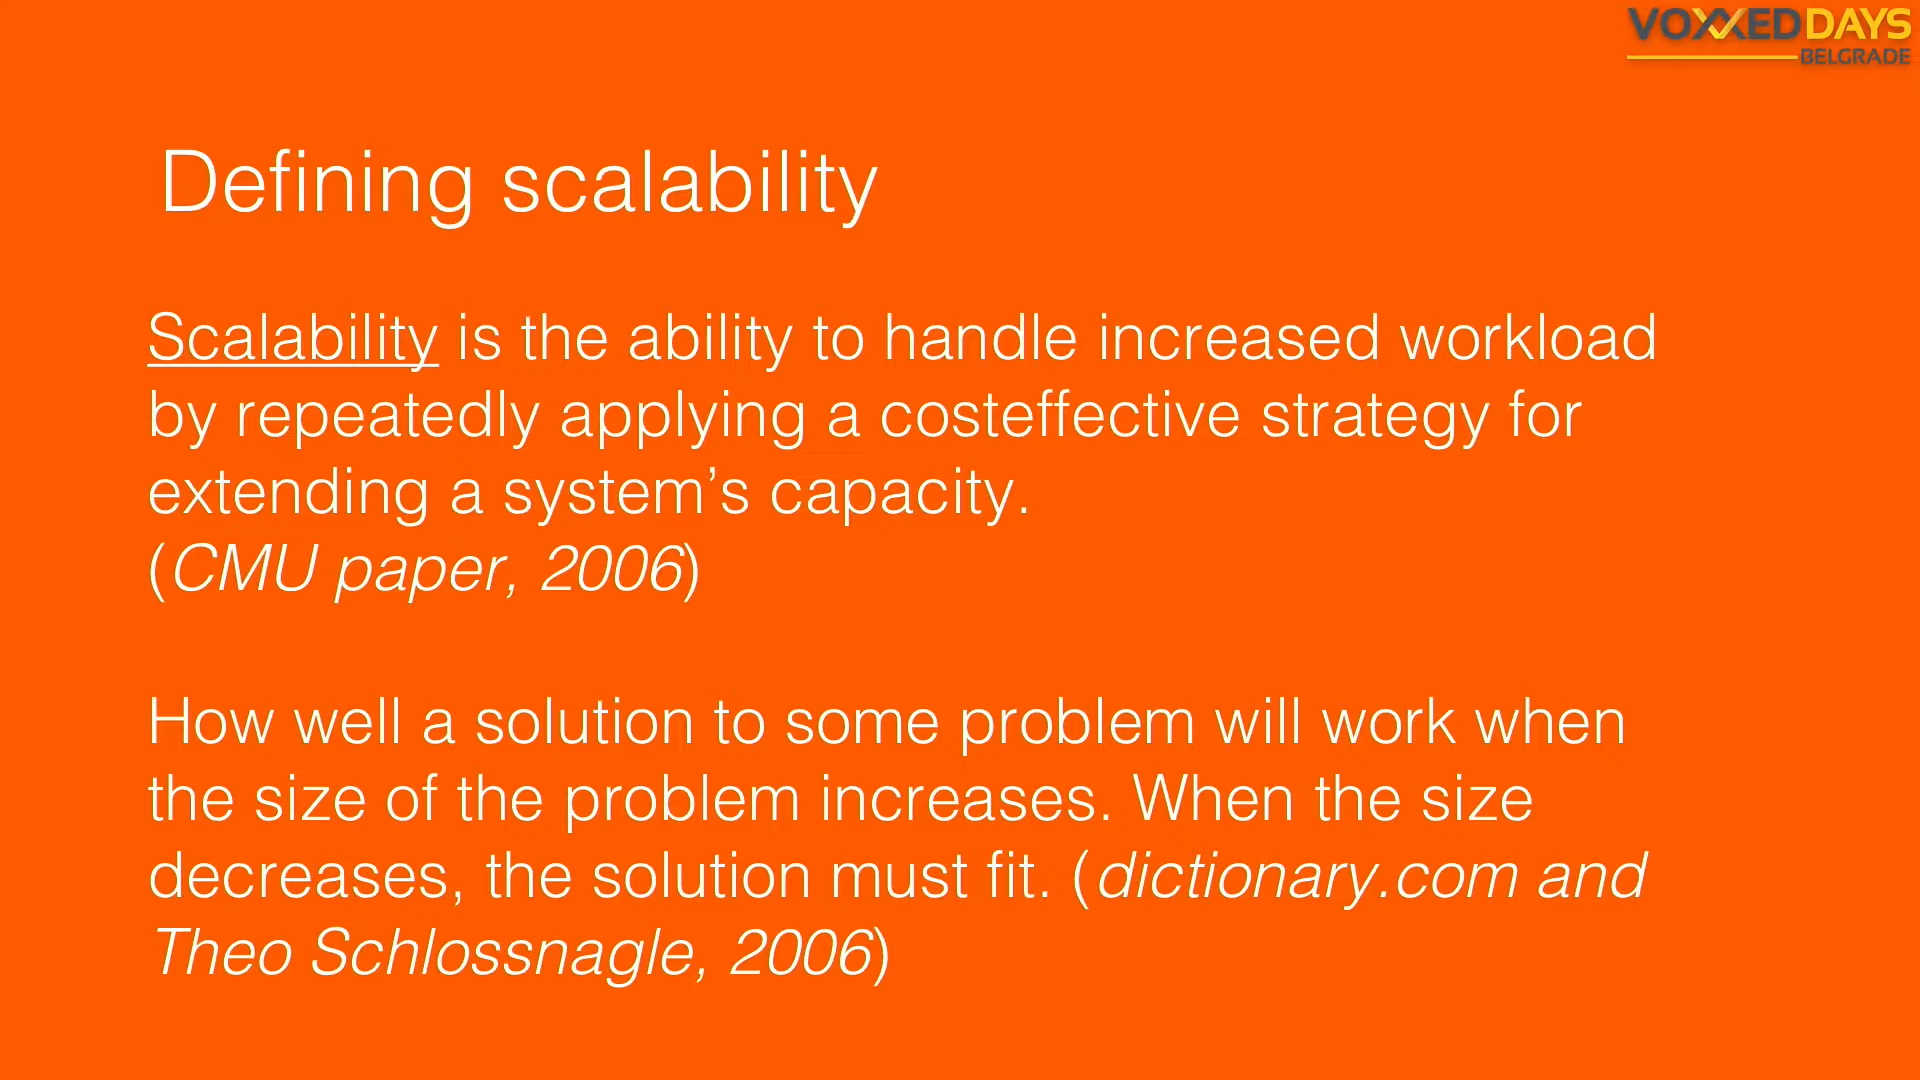 VOXXED DAYS
BELGRADE
Defining scalability
Scalability is the ability to handle increased workload
by repeatedly applying a costeffective strategy for
extending a system’s capacity.
(CMU paper, 2006)
How well a solution to some problem will work when
the size of the problem increases. When the size
decreases, the solution must fit. (dictionary.com and
Theo Schlossnagle, 2006)